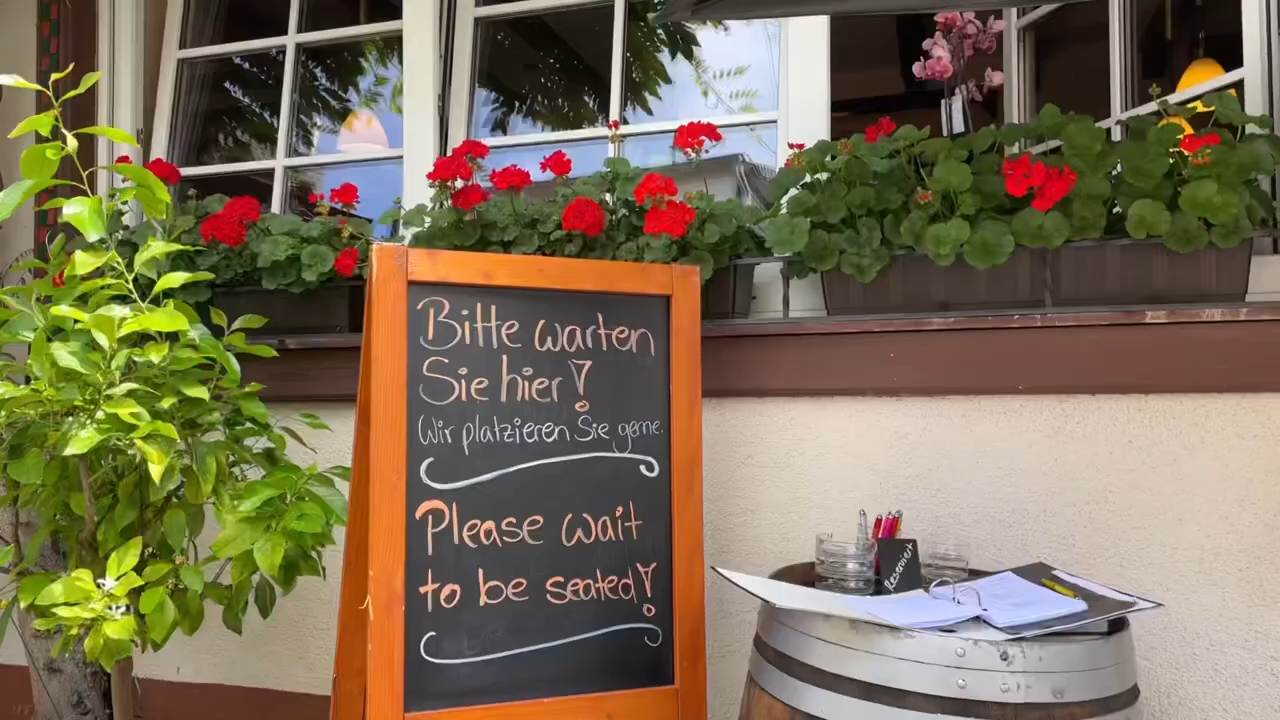 Bitte warten
Sie hier!
Wir platzieren Sie gerne.
Please wait
to be seated!
Reserviert